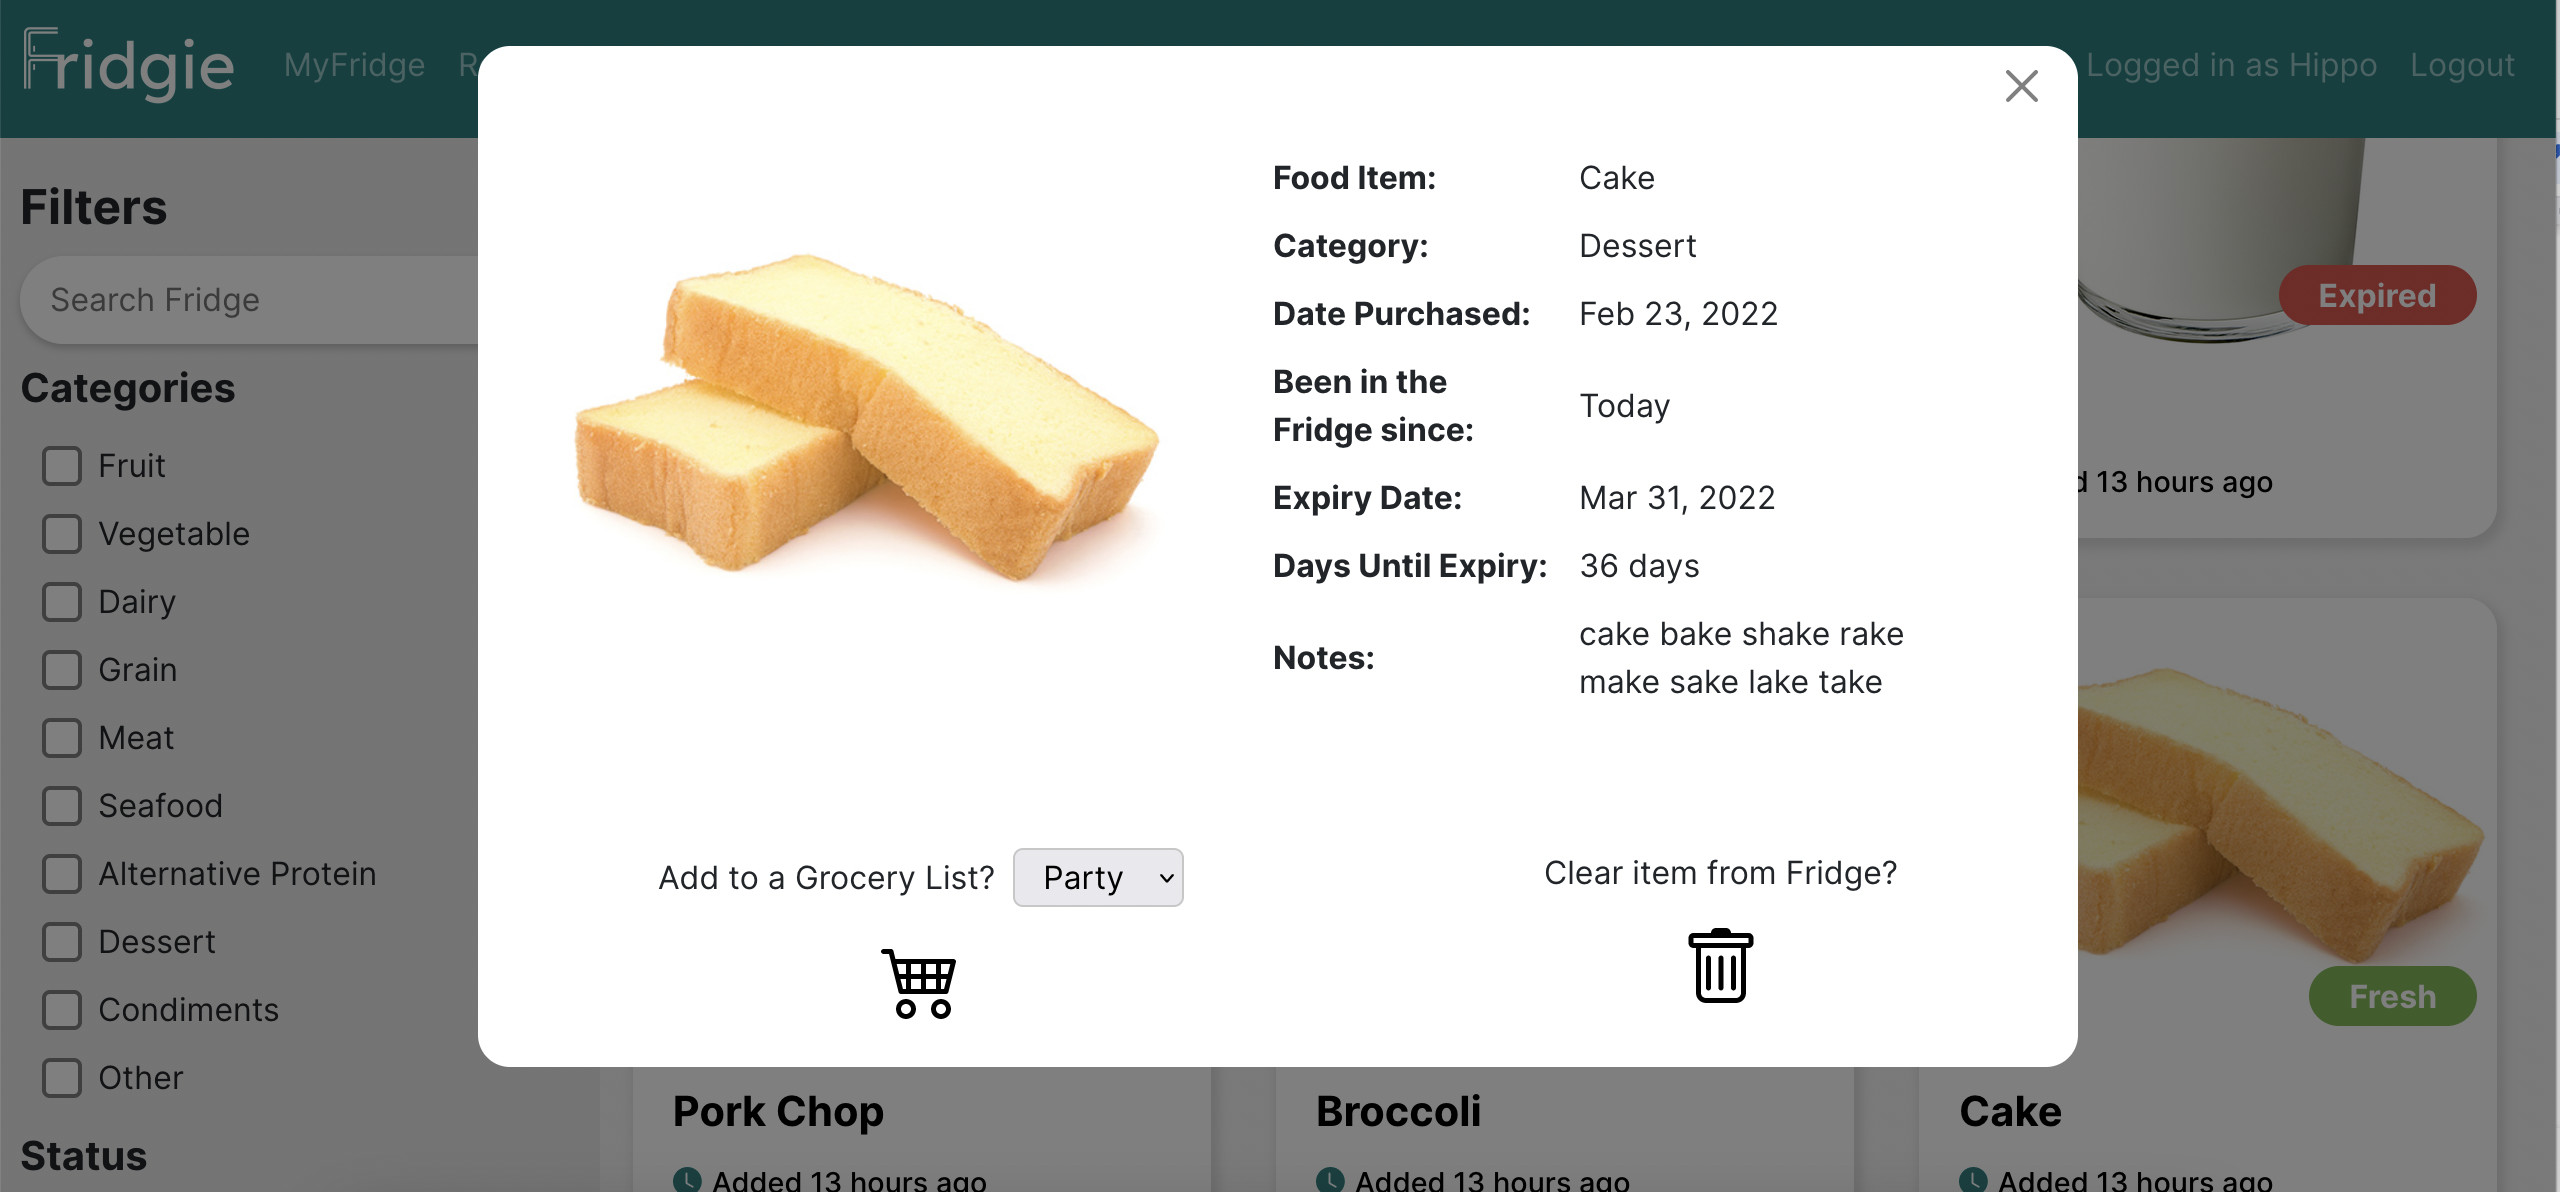 Fridgie MyFridge R Logged in as Hippo Logout
Filters
Search Fridge
Categories
Fruit
Vegetable
Dairy
Grain
Meat
Seafood
Alternative Protein
Dessert
Condiments
Other
Status
Food Item: Cake
Category: Dessert
Date Purchased: Feb 23, 2022
Been in the
Fridge since: Today
Expiry Date: Mar 31, 2022
Days Until Expiry: 36 days
Notes: cake bake shake rake
make sake lake take
Add to a Grocery List? Party
Clear item from Fridge?
Expired
d 13 hours ago
Fresh
Pork Chop
Added 13 hours ago
Broccoli
Added 13 hours ago
Cake
Added 13 hours ago